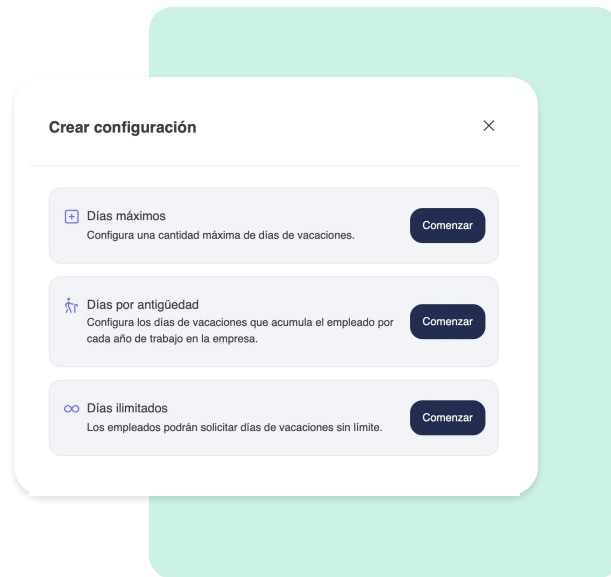 Crear configuración
Días máximos
Configura una cantidad máxima de días de vacaciones.
Comenzar
Días por antigüedad
Configura los días de vacaciones que acumula el empleado por
cada año de trabajo en la empresa.
Comenzar
Días ilimitados
Los empleados podrán solicitar días de vacaciones sin límite.
Comenzar